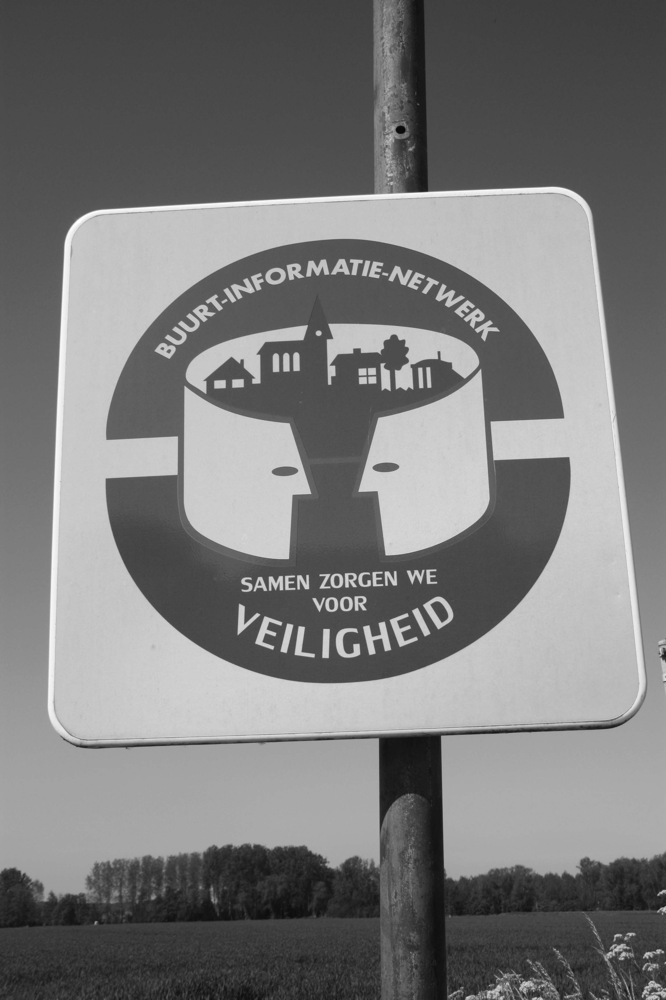 BUURT-INFORMATIE-NETWERK
SAMEN ZORGEN WE
VOOR
VEILIGHEID